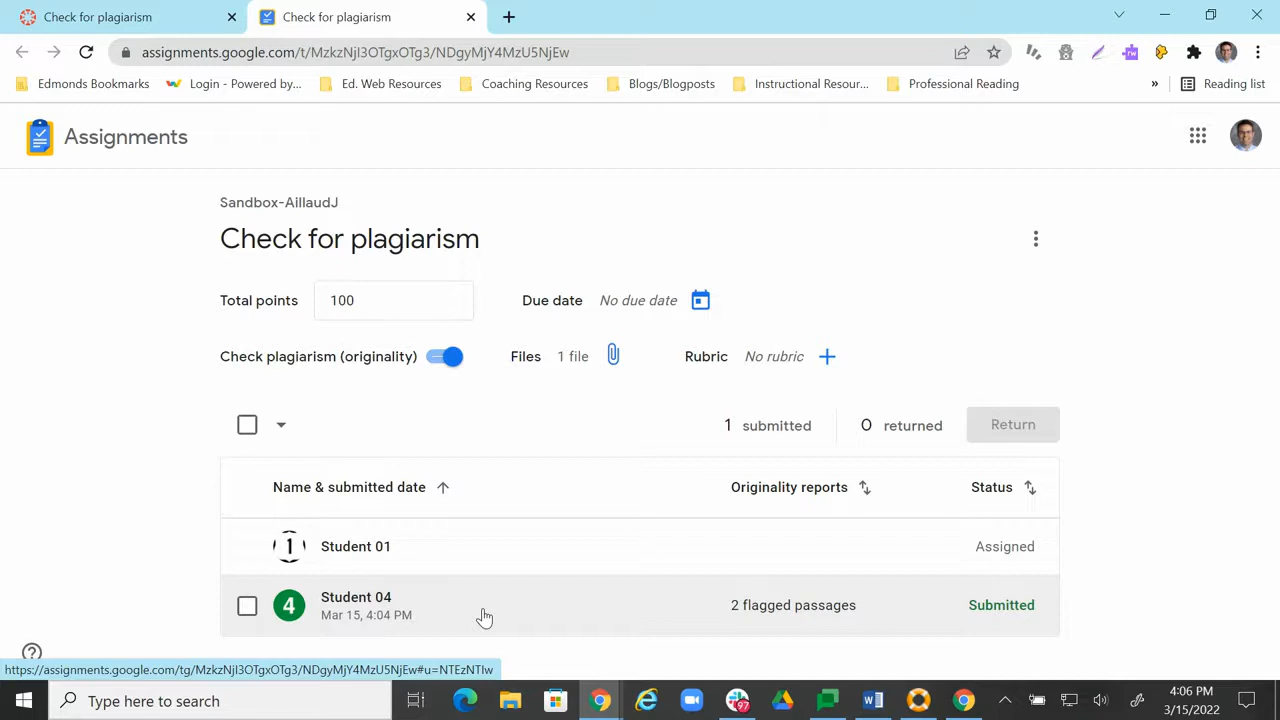 Check for plagiarism
Check for plagiarism
assignments.google.com/t/MzkzNjI3OTgxOTg3/NDgyMjY4MzU5NjEw
Edmonds Bookmarks
Login - Powered by...
Ed. Web Resources
Coaching Resources
Blogs/Blogposts
Instructional Resour...
Professional Reading
»
Reading list
Assignments
Sandbox-AillaudJ
Check for plagiarism
Total points
100
Due date
No due date
Check plagiarism (originality)
Files
1 file
Rubric
No rubric
1 submitted
0 returned
Return
Name & submitted date
Originality reports
Status
1
Student 01
Assigned
4
Student 04
Mar 15, 4:04 PM
2 flagged passages
Submitted
https://assignments.google.com/tg/MzkzNjI3OTgxOTg3/NDgyMjY4MzU5NjEw#u=NTEzNTIw
Type here to search
97
4:06 PM
3/15/2022